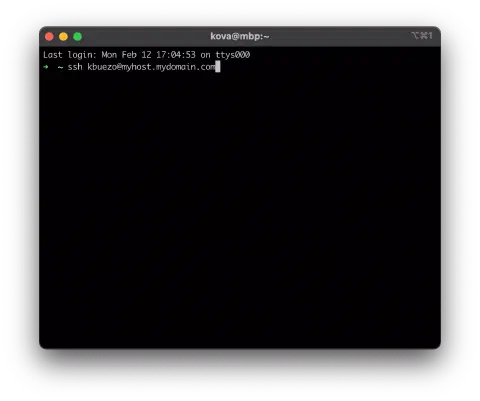 kova@mbp:~ ⌥⌘1
Last login: Mon Feb 12 17:04:53 on ttys000
➜ ~ ssh kbuezo@myhost.mydomain.com